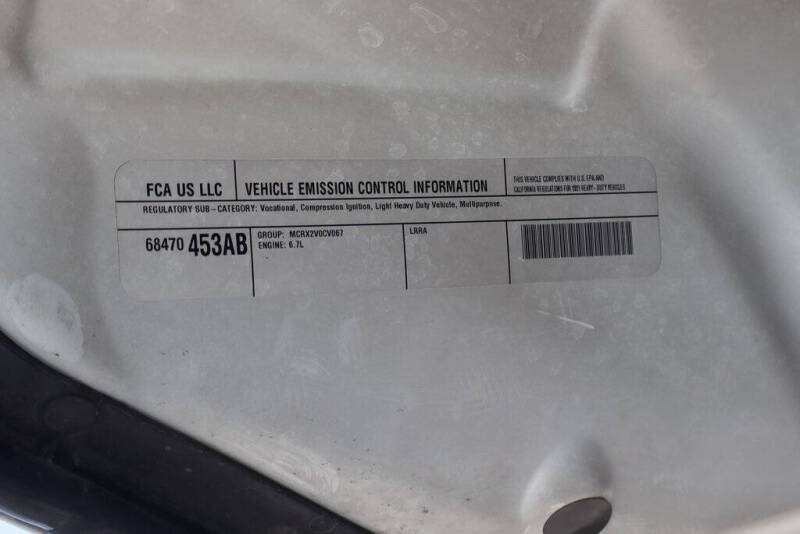 FCA US LLC
VEHICLE EMISSION CONTROL INFORMATION
THIS VEHICLE COMPLIES WITH U.S. EPA AND
CALIFORNIA REGULATIONS FOR 2021 HEAVY-DUTY VEHICLES
REGULATORY SUB-CATEGORY: Vocational, Compression Ignition, Light Heavy Duty Vehicle, Multipurpose.
68470 453AB
GROUP: MCRX2VOCV067
ENGINE: 6.7L
LRRA